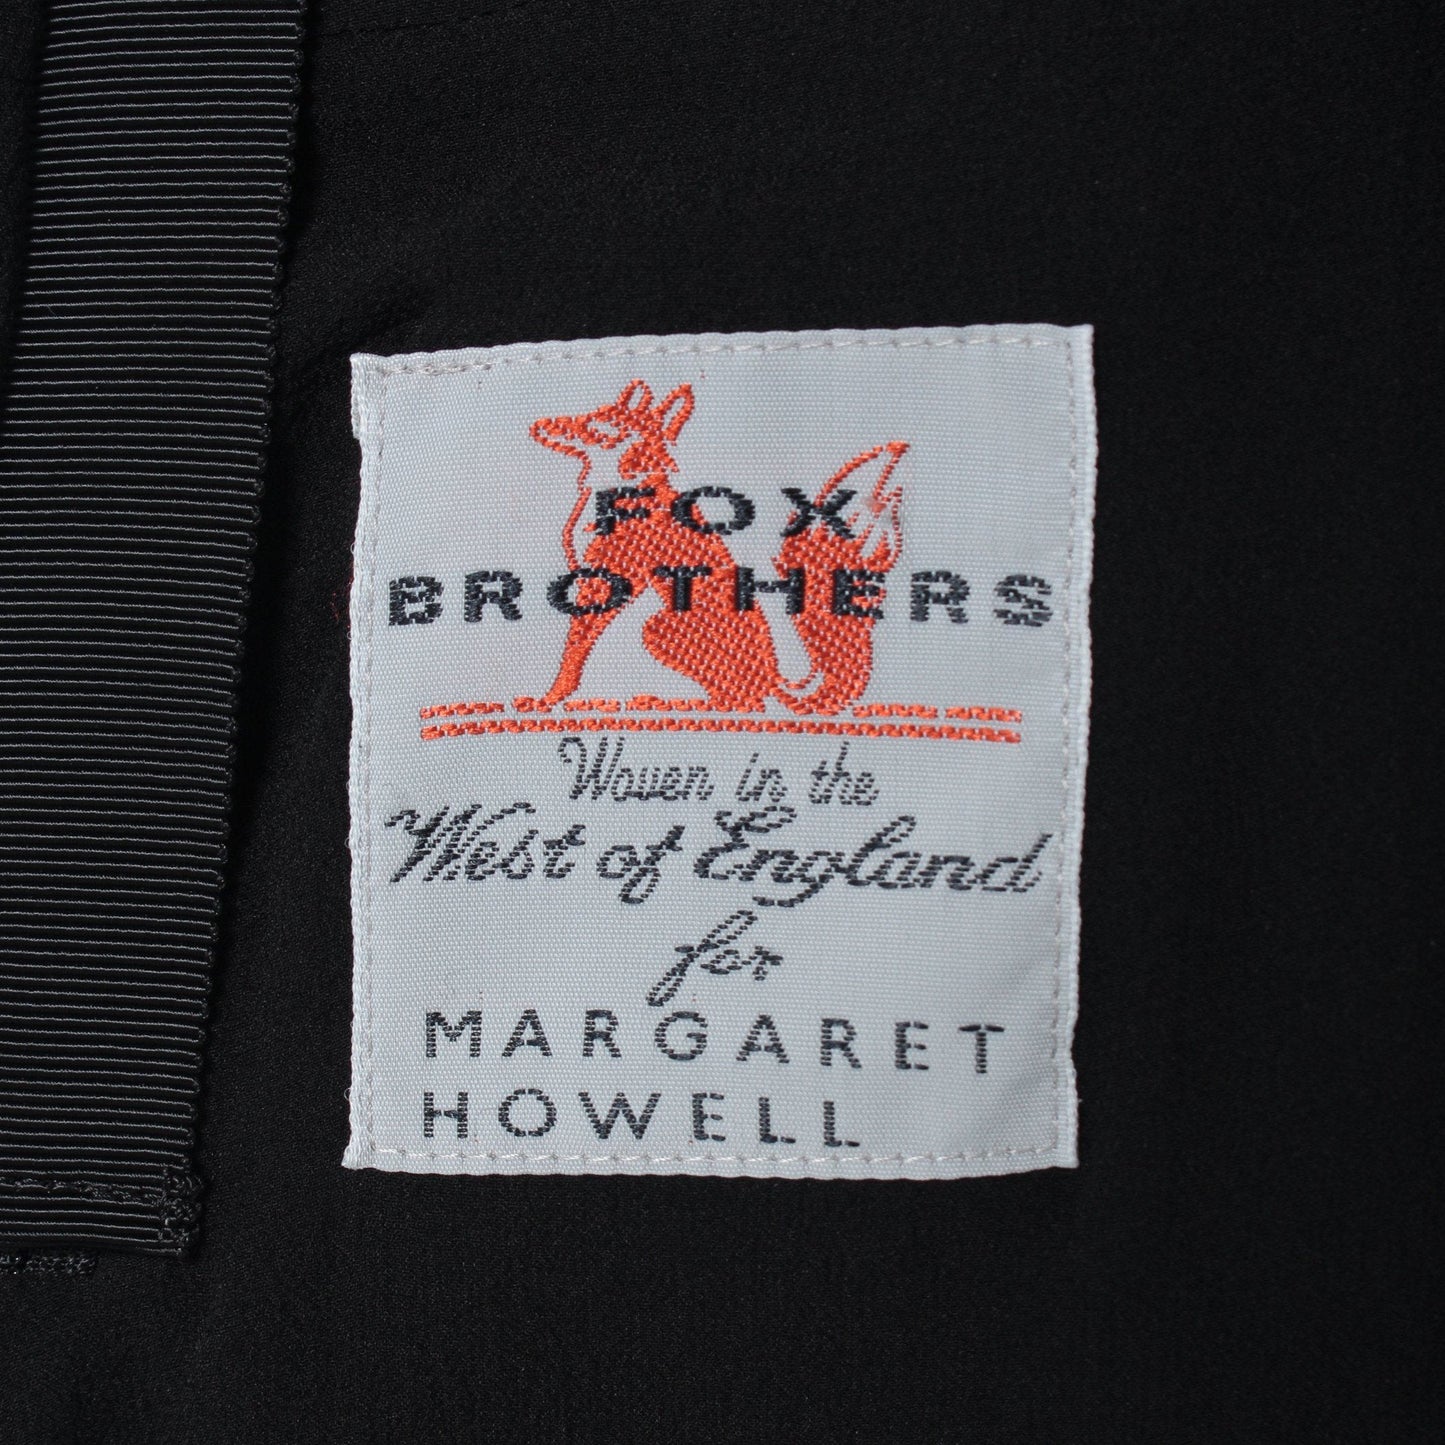 FOX
BROTHERS
Woven in the
West of England
for
MARGARET
HOWELL